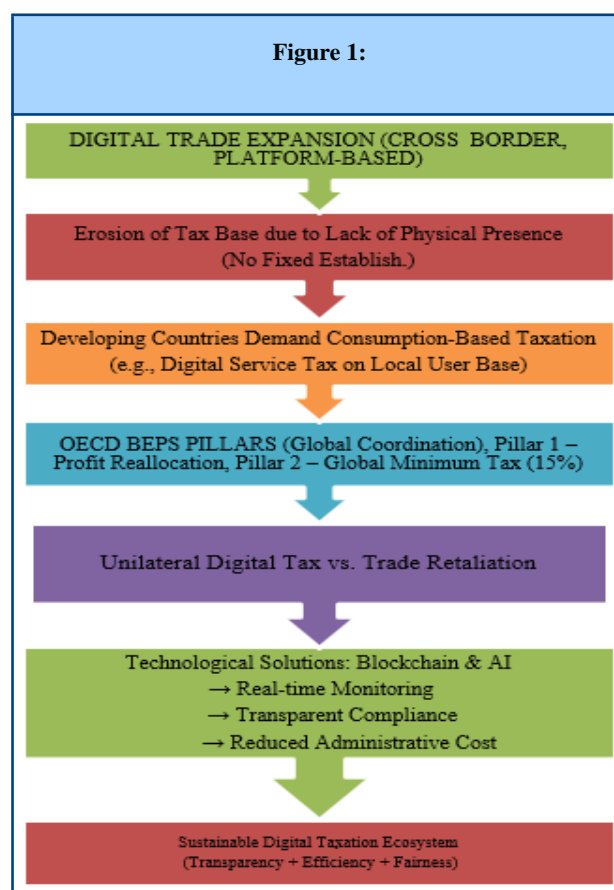 Figure 1:
DIGITAL TRADE EXPANSION (CROSS BORDER,
PLATFORM-BASED)
Erosion of Tax Base due to Lack of Physical Presence
(No Fixed Establish.)
Developing Countries Demand Consumption-Based Taxation
(e.g., Digital Service Tax on Local User Base)
OECD BEPS PILLARS (Global Coordination), Pillar 1 –
Profit Reallocation, Pillar 2 – Global Minimum Tax (15%)
Unilateral Digital Tax vs. Trade Retaliation
Technological Solutions: Blockchain & AI
→ Real-time Monitoring
→ Transparent Compliance
→ Reduced Administrative Cost
Sustainable Digital Taxation Ecosystem
(Transparency + Efficiency + Fairness)